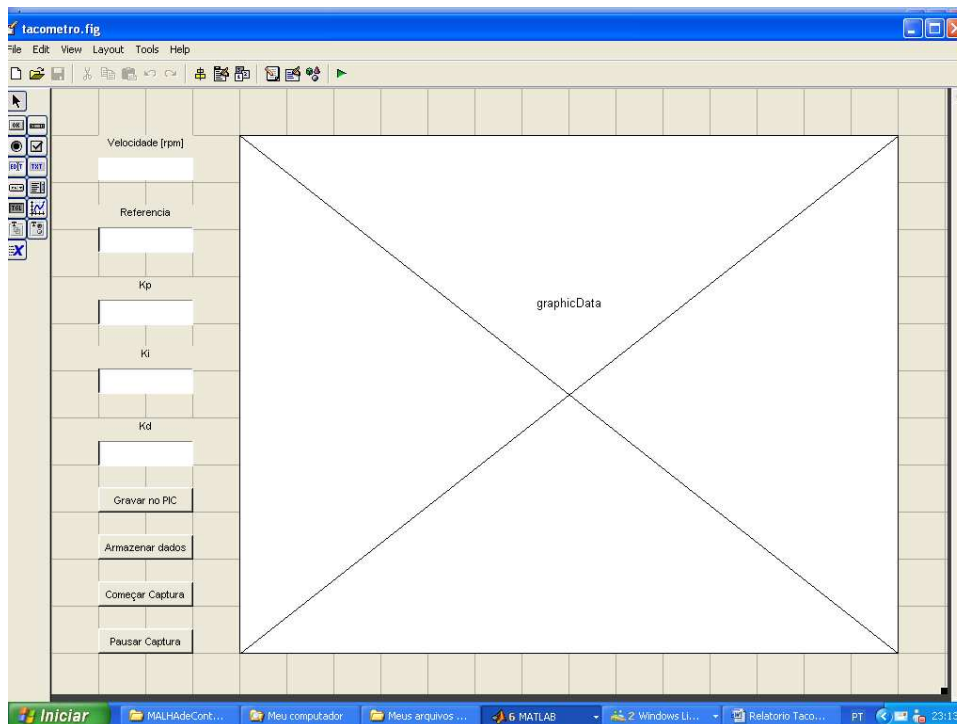 tacometro.fig
File Edit View Layout Tools Help
Velocidade [rpm]
Referencia
Kp
graphicData
Ki
Kd
Gravar no PIC
Armazenar dados
Começar Captura
Pausar Captura
Iniciar MALHAdeCont... Meu computador Meus arquivos ... 6 MATLAB 2 Windows Li... Relatorio Taco... PT 23:13